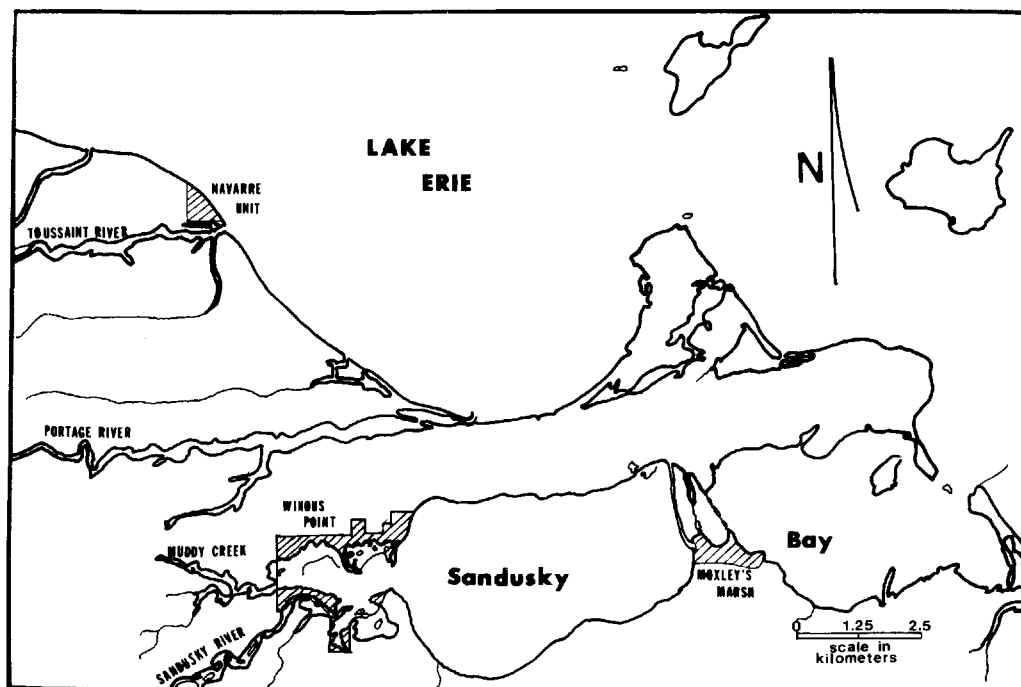 LAKE
ERIE
N
NAVARRE
UNIT
TOUSSAINT RIVER
PORTAGE RIVER
WINOUS
POINT
MUDDY CREEK
Sandusky
Bay
MOXLEY'S
MARSH
SANDUSKY RIVER
0 1.25 2.5
scale in
kilometers